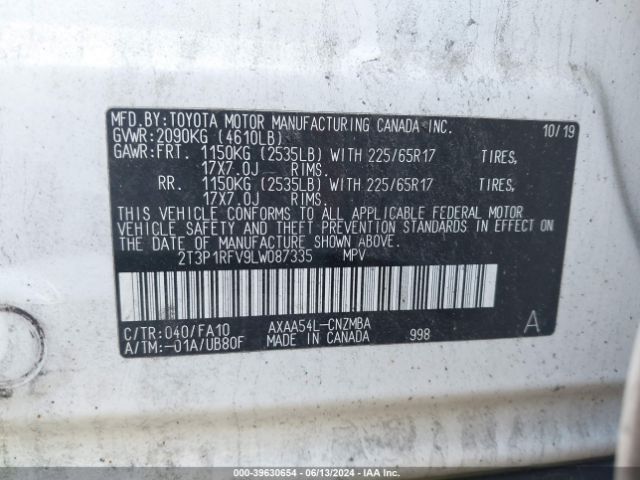 MFD.BY:TOYOTA MOTOR MANUFACTURING CANADA INC. 10/19
GVWR:2090KG (4610LB)
GAWR:FRT. 1150KG (2535LB) WITH 225/65R17 TIRES,
17X7.0J RIMS.
RR. 1150KG (2535LB) WITH 225/65R17 TIRES,
17X7.0J RIMS.
THIS VEHICLE CONFORMS TO ALL APPLICABLE FEDERAL MOTOR
VEHICLE SAFETY AND THEFT PREVENTION STANDARDS IN EFFECT ON
THE DATE OF MANUFACTURE SHOWN ABOVE.
2T3P1RFV9LW087335 MPV
C/TR:040/FA10 AXAA54L-CNZMBA A
A/TM:-01A/UB80F MADE IN CANADA 998
000-39630654 - 06/13/2024 - IAA Inc.